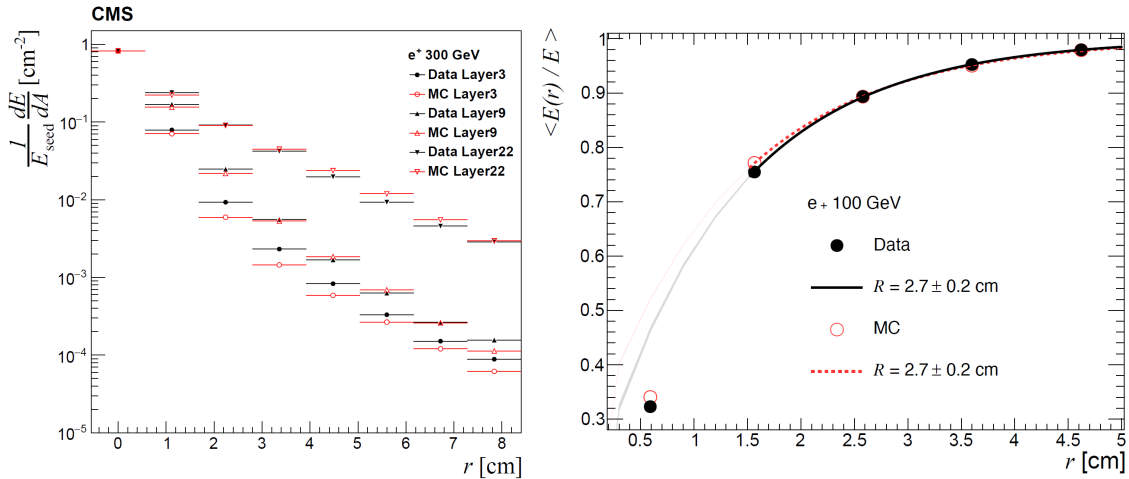 CMS
1/E_seed dE/dA [cm⁻²]
1
10⁻¹
10⁻²
10⁻³
10⁻⁴
10⁻⁵
e⁺ 300 GeV
Data Layer3
MC Layer3
Data Layer9
MC Layer9
Data Layer22
MC Layer22
0 1 2 3 4 5 6 7 8
r [cm]
<E(r) / E >
1
0.9
0.8
0.7
0.6
0.5
0.4
0.3
e+ 100 GeV
Data
R = 2.7 ± 0.2 cm
MC
R = 2.7 ± 0.2 cm
0.5 1 1.5 2 2.5 3 3.5 4 4.5 5
r [cm]